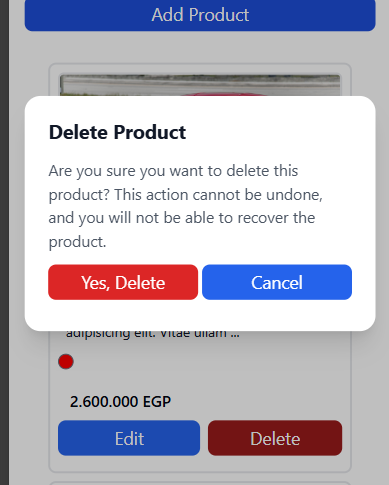 Add Product
Delete Product
Are you sure you want to delete this
product? This action cannot be undone,
and you will not be able to recover the
product.
Yes, Delete
Cancel
adipisicing elit. Vitae ullam ...
2.600.000 EGP
Edit
Delete